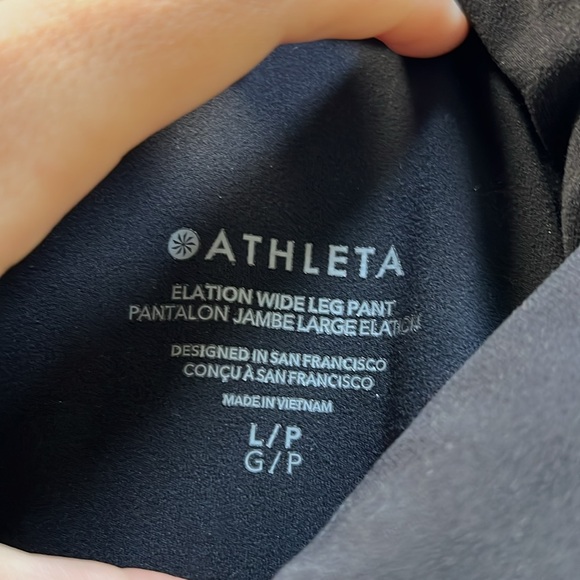 ATHLETA
ELATION WIDE LEG PANT
PANTALON JAMBE LARGE
DESIGNED IN SAN FRANCISCO
CONÇU À SAN FRANCISCO
MADE IN VIETNAM
L/P
G/P